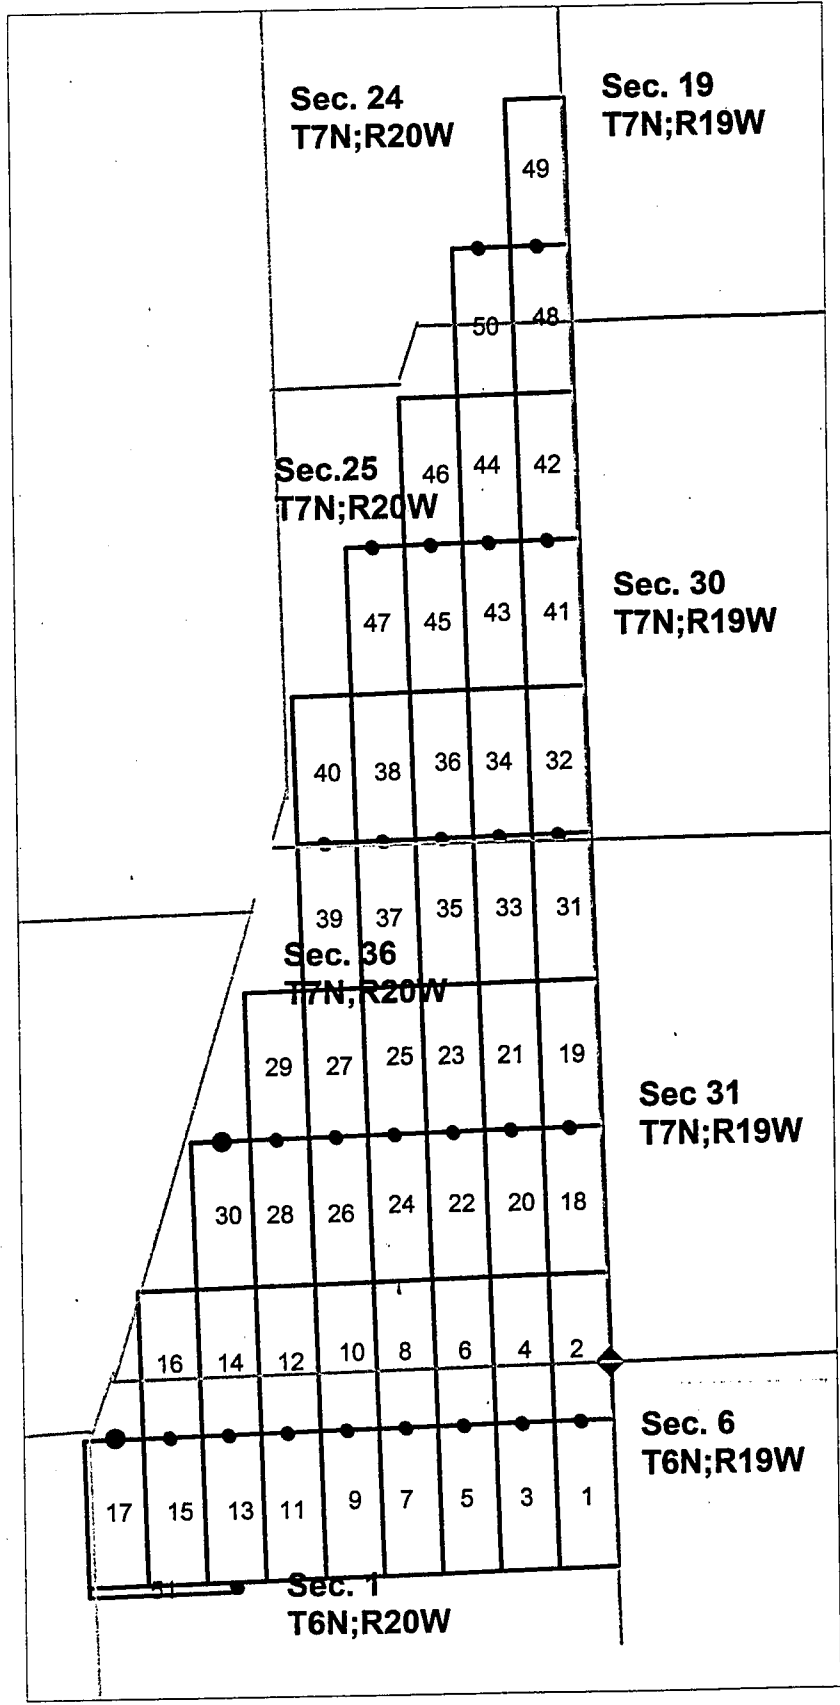 Sec. 24
T7N;R20W
Sec. 19
T7N;R19W
49
50 48
Sec.25
T7N;R20W
46 44 42
47 45 43 41
Sec. 30
T7N;R19W
40 38 36 34 32
39 37 35 33 31
Sec. 36
T7N;R20W
29 27 25 23 21 19
Sec 31
T7N;R19W
30 28 26 24 22 20 18
16 14 12 10 8 6 4 2
Sec. 6
T6N;R19W
17 15 13 11 9 7 5 3 1
51
Sec. 1
T6N;R20W